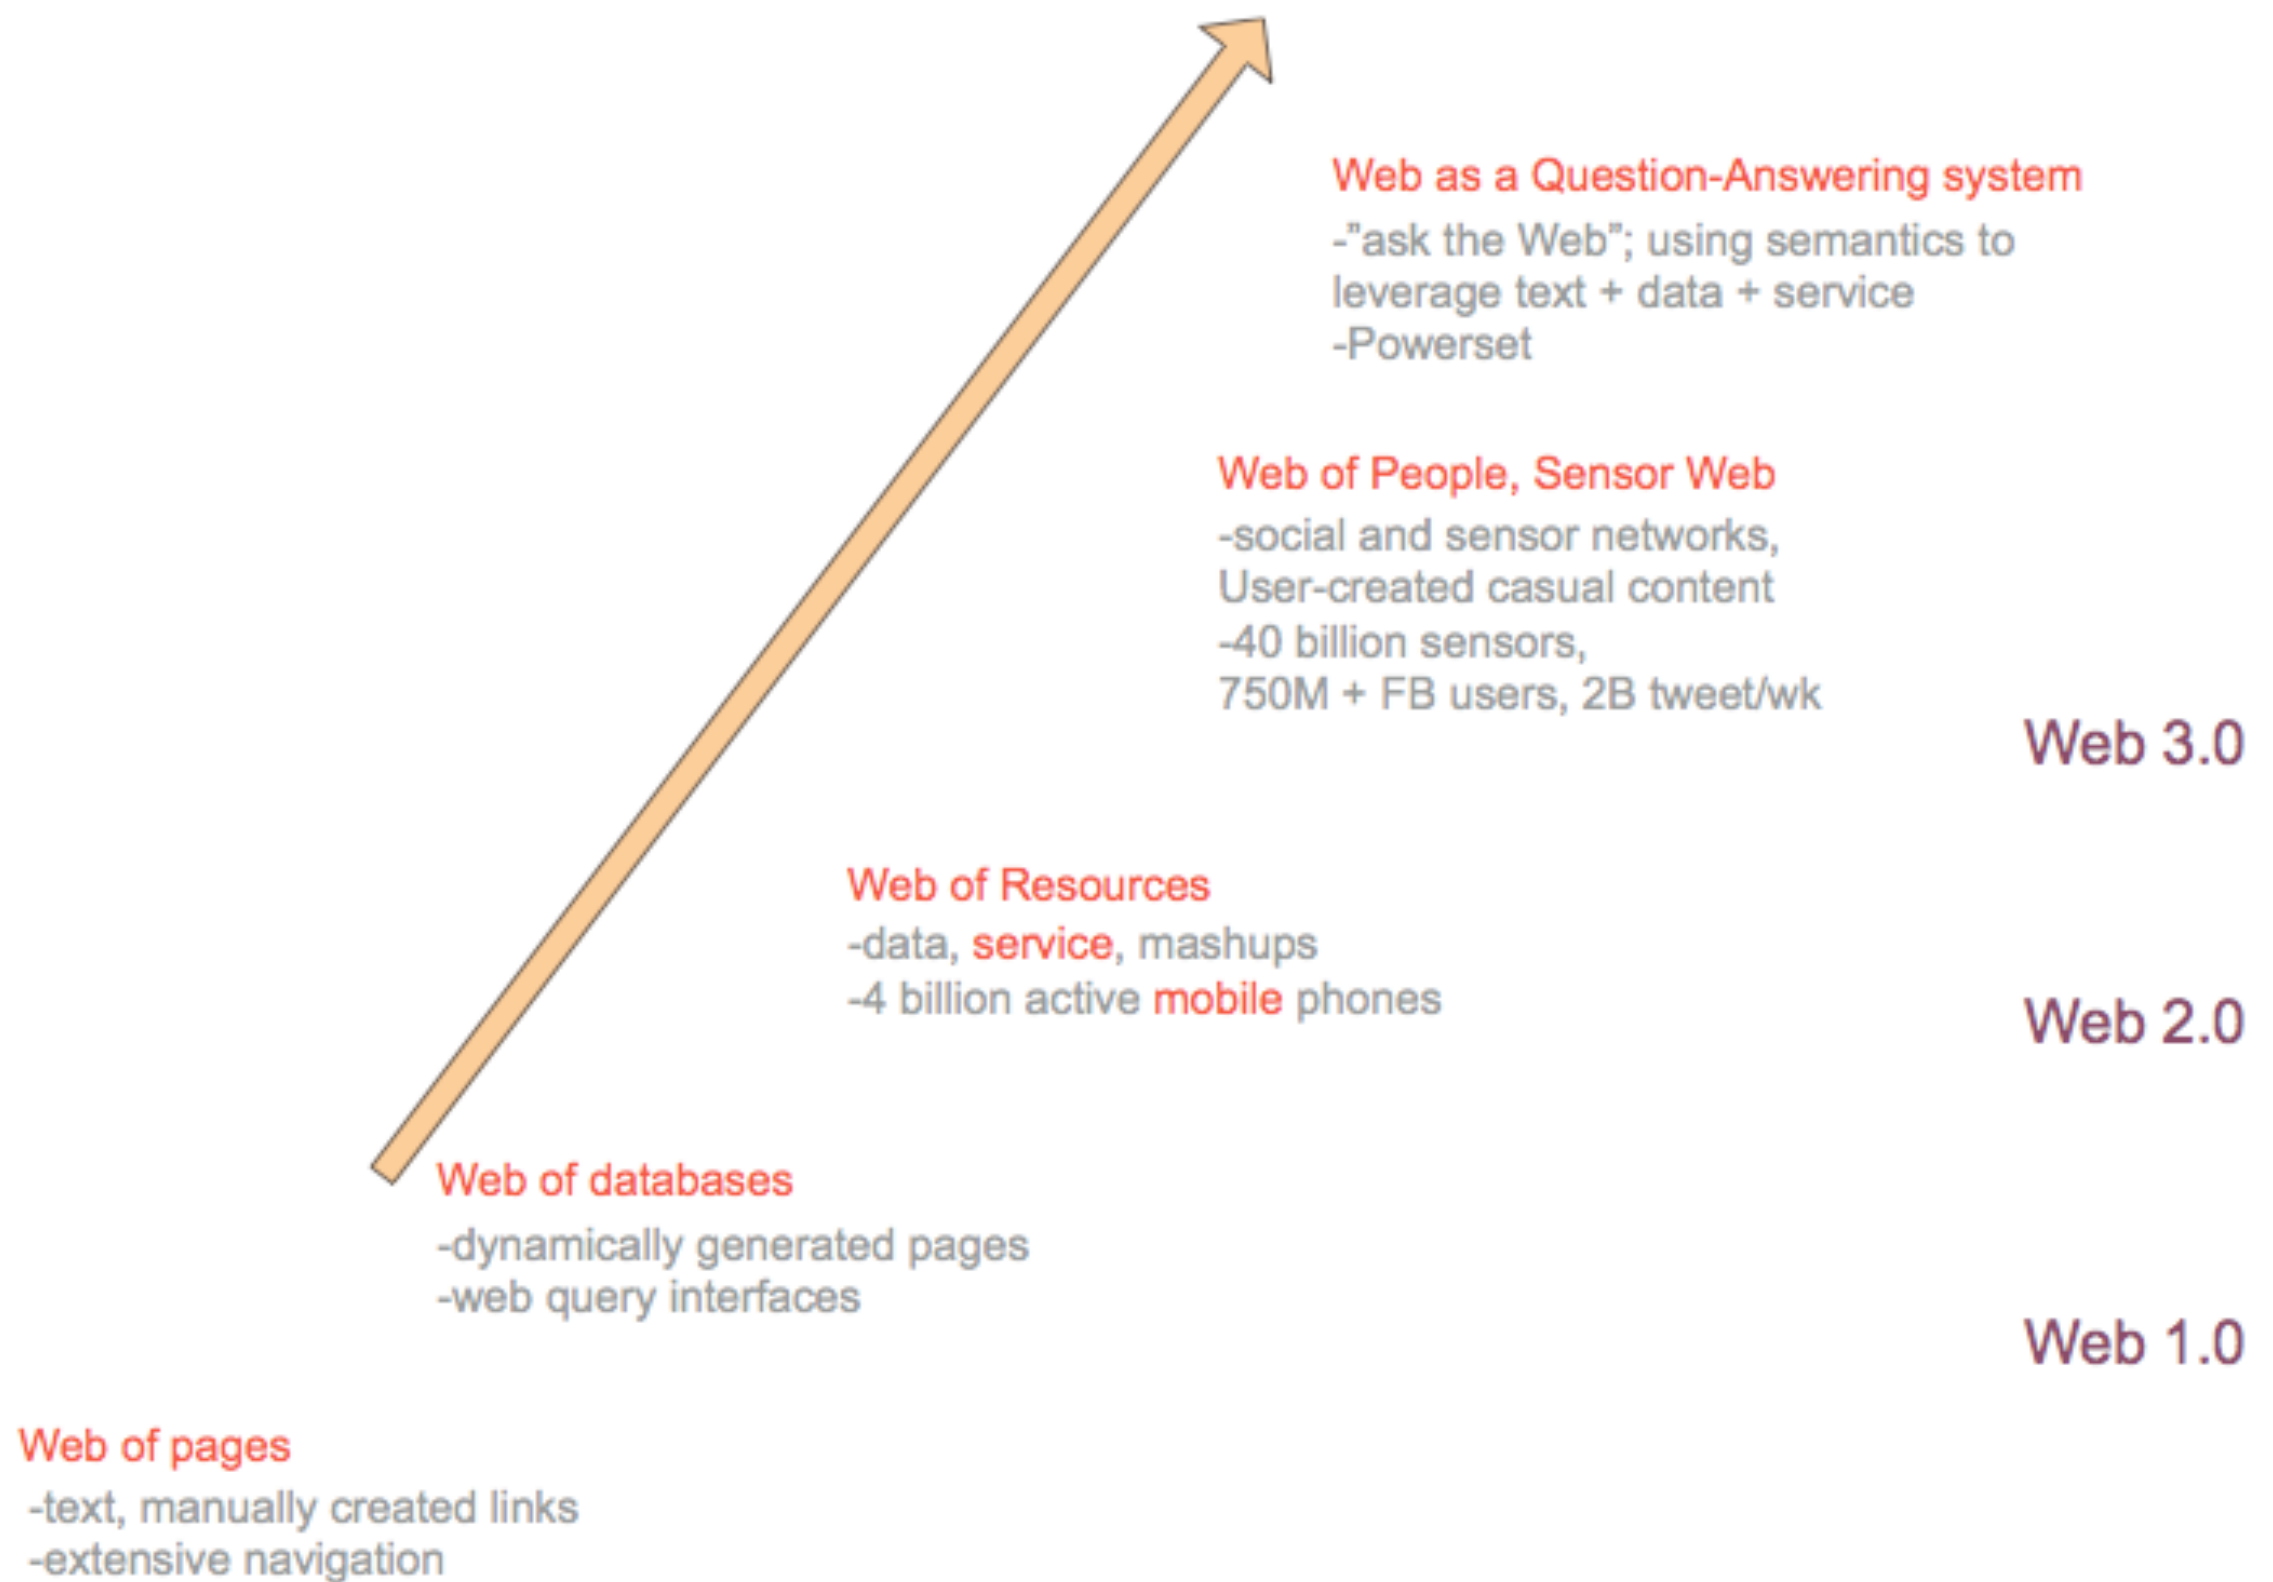 Web as a Question-Answering system
-”ask the Web”; using semantics to
leverage text + data + service
-Powerset
Web of People, Sensor Web
-social and sensor networks,
User-created casual content
-40 billion sensors,
750M + FB users, 2B tweet/wk
Web 3.0
Web of Resources
-data, service, mashups
-4 billion active mobile phones
Web 2.0
Web of databases
-dynamically generated pages
-web query interfaces
Web 1.0
Web of pages
-text, manually created links
-extensive navigation